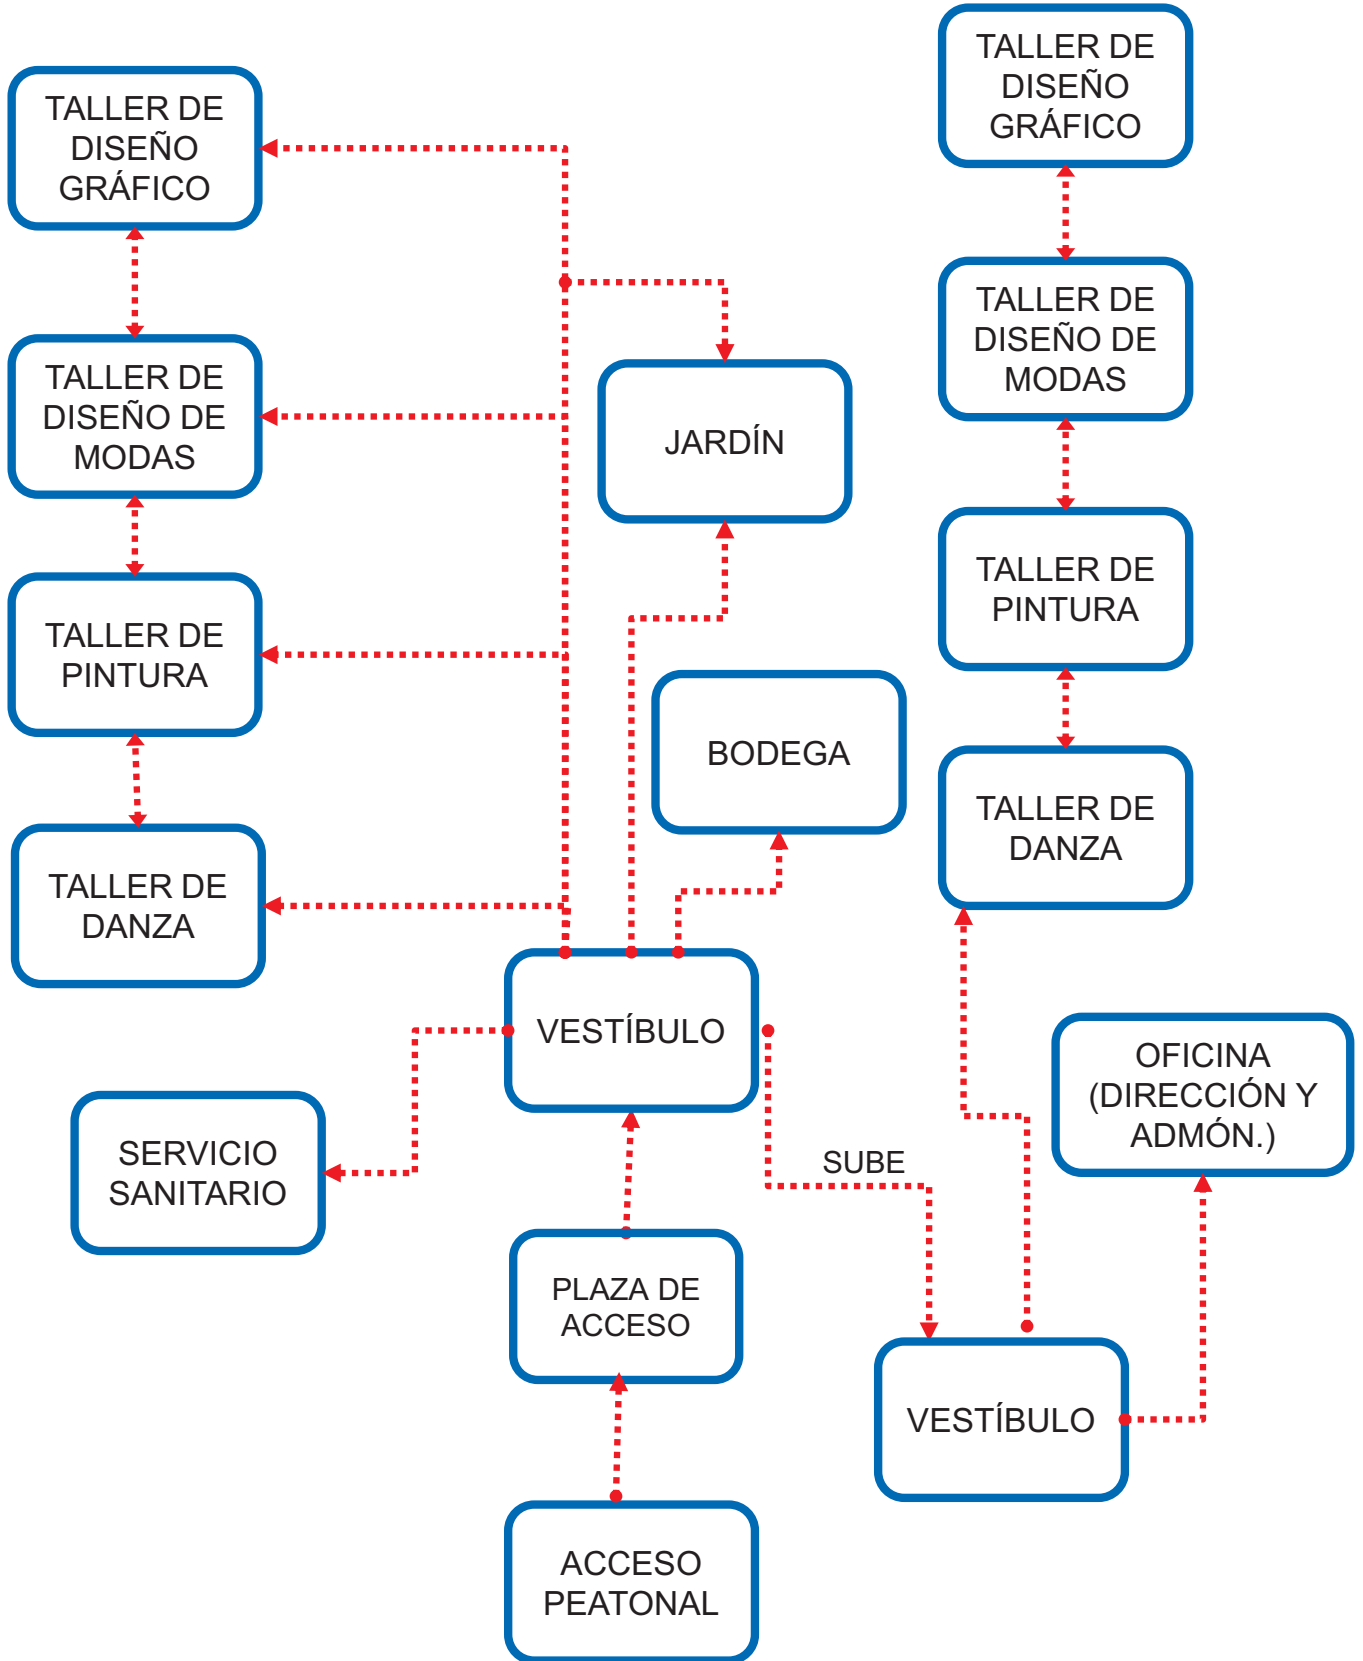 TALLER DE
DISEÑO
GRÁFICO
TALLER DE
DISEÑO DE
MODAS
TALLER DE
PINTURA
TALLER DE
DANZA
SERVICIO
SANITARIO
JARDÍN
BODEGA
VESTÍBULO
PLAZA DE
ACCESO
ACCESO
PEATONAL
SUBE
TALLER DE
DISEÑO
GRÁFICO
TALLER DE
DISEÑO DE
MODAS
TALLER DE
PINTURA
TALLER DE
DANZA
OFICINA
(DIRECCIÓN Y
ADMÓN.)
VESTÍBULO